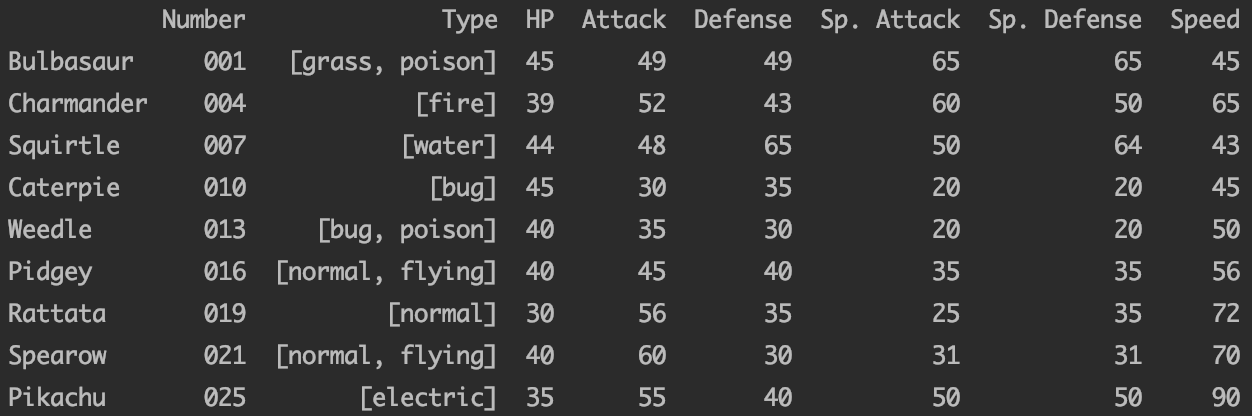 Number Type HP Attack Defense Sp. Attack Sp. Defense Speed
Bulbasaur 001 [grass, poison] 45 49 49 65 65 45
Charmander 004 [fire] 39 52 43 60 50 65
Squirtle 007 [water] 44 48 65 50 64 43
Caterpie 010 [bug] 45 30 35 20 20 45
Weedle 013 [bug, poison] 40 35 30 20 20 50
Pidgey 016 [normal, flying] 40 45 40 35 35 56
Rattata 019 [normal] 30 56 35 25 35 72
Spearow 021 [normal, flying] 40 60 30 31 31 70
Pikachu 025 [electric] 35 55 40 50 50 90